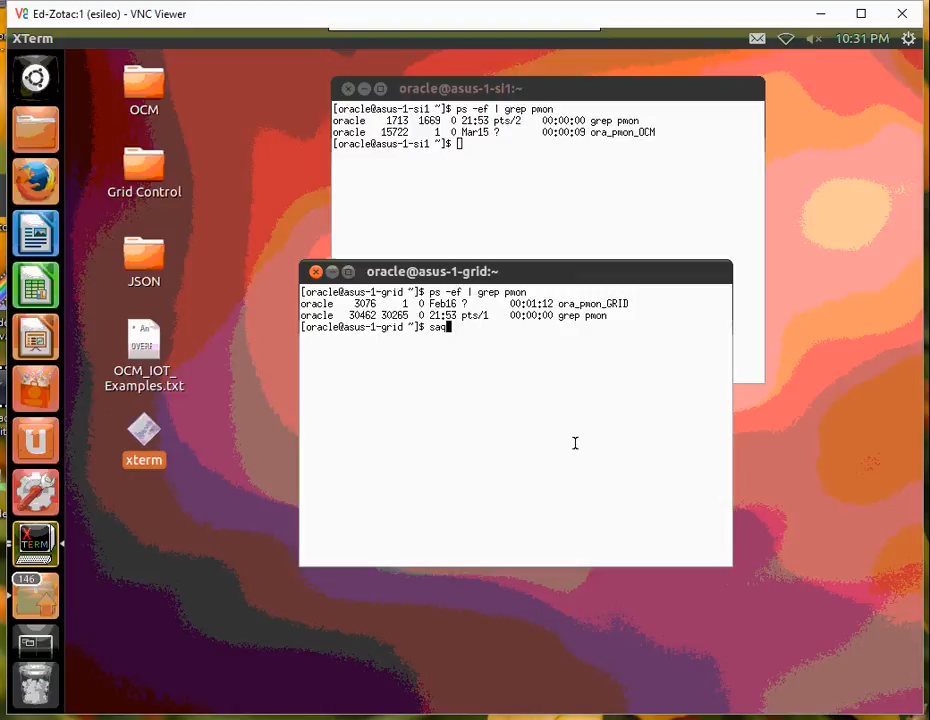 Ed-Zotac:1 (esileo) - VNC Viewer
XTerm
10:31 PM
OCM
Grid Control
JSON
OCM_IOT_
Examples.txt
xterm
146
oracle@asus-1-si1:~
[oracle@asus-1-si1 ~]$ ps -ef | grep pmon
oracle    1713  1669  0 21:53 pts/2    00:00:00 grep pmon
oracle   15722     1  0 Mar15 ?        00:00:09 ora_pmon_OCM
[oracle@asus-1-si1 ~]$
oracle@asus-1-grid:~
[oracle@asus-1-grid ~]$ ps -ef | grep pmon
oracle    3076     1  0 Feb16 ?        00:01:12 ora_pmon_GRID
oracle   30462 30265  0 21:53 pts/1    00:00:00 grep pmon
[oracle@asus-1-grid ~]$ saq